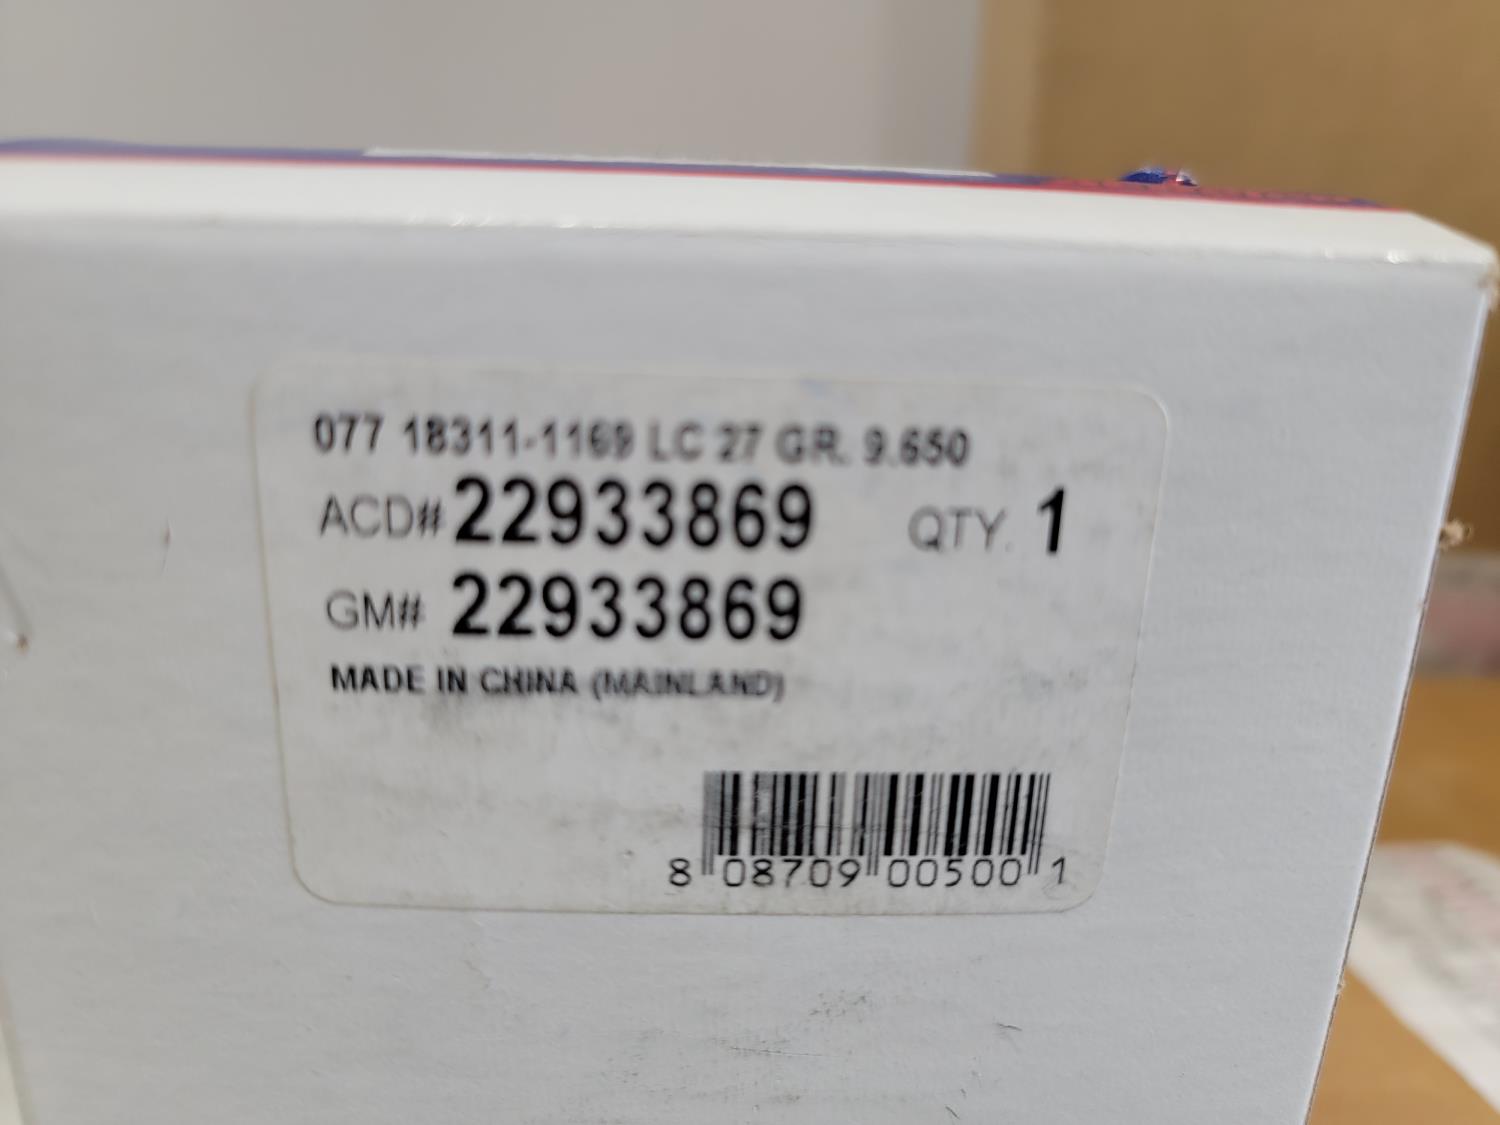 077 18311-1169 LC 27 GR. 9.650
ACD# 22933869 QTY. 1
GM# 22933869
MADE IN CHINA (MAINLAND)
8 08709 00500 1